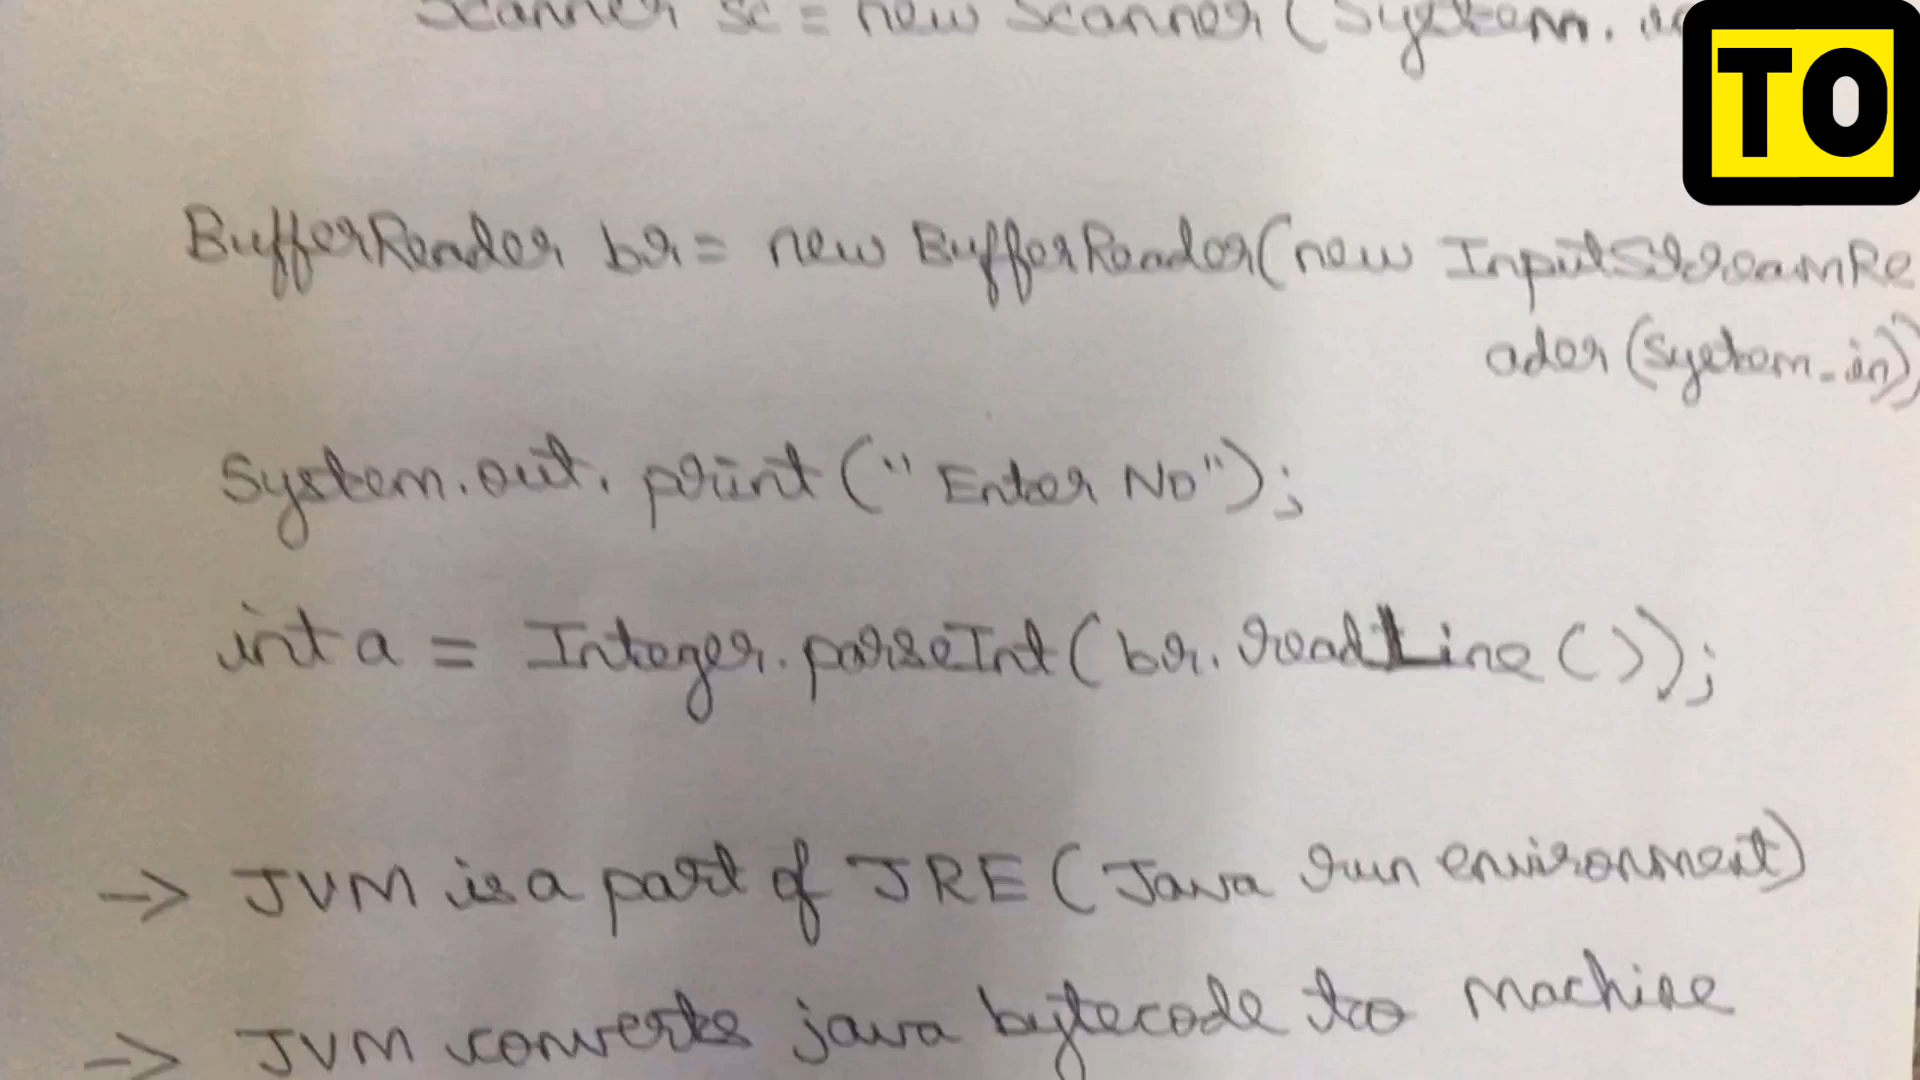 Scanner sc = new Scanner (System. in
TO
BufferReader br = new BufferReader(new InputStreamRe
ader (System.in));
System.out. print (" Enter No");
int a = Integer.parseInt (br. readLine ());
-> JVM is a part of JRE (Java run environment)
-> JVM converts java bytecode to machine